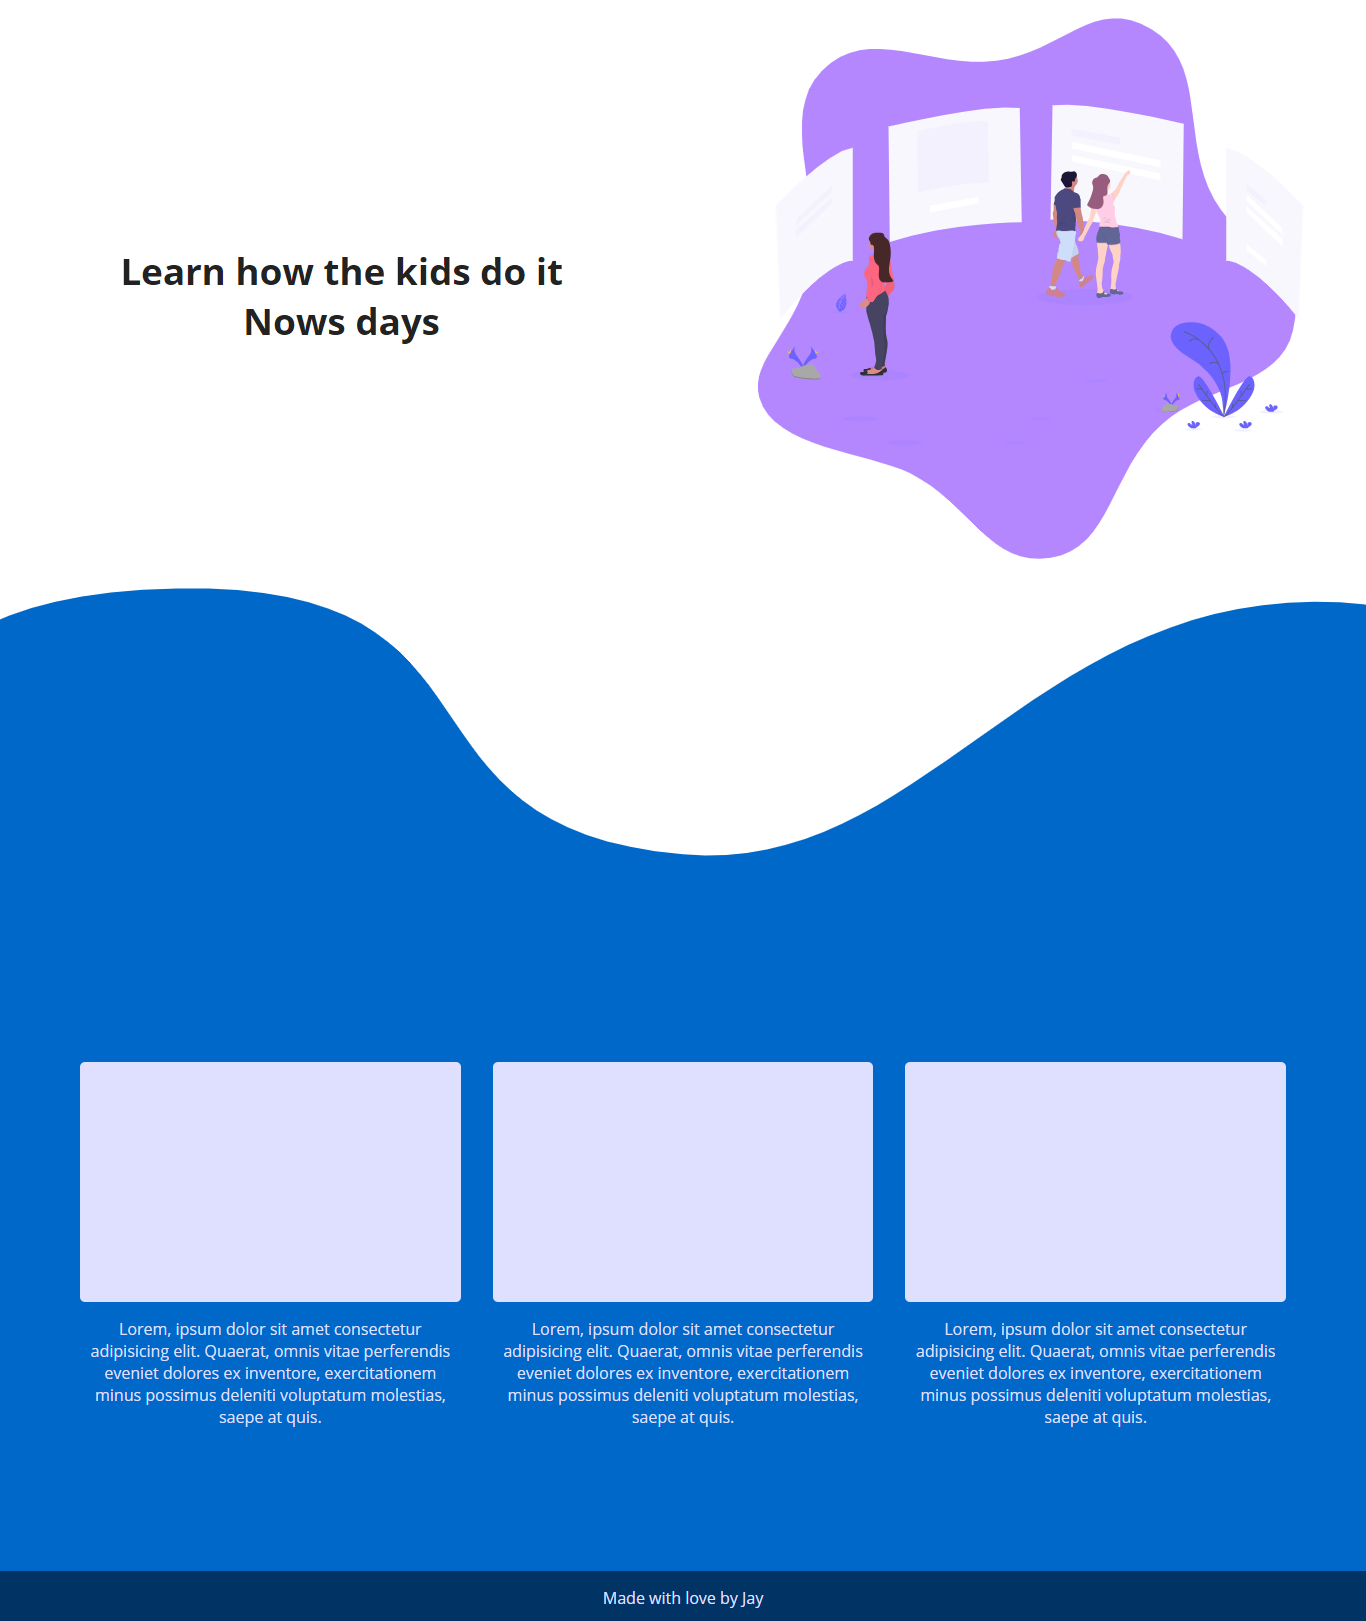 Learn how the kids do it
Nows days
Lorem, ipsum dolor sit amet consectetur
adipisicing elit. Quaerat, omnis vitae perferendis
eveniet dolores ex inventore, exercitationem
minus possimus deleniti voluptatum molestias,
saepe at quis.
Lorem, ipsum dolor sit amet consectetur
adipisicing elit. Quaerat, omnis vitae perferendis
eveniet dolores ex inventore, exercitationem
minus possimus deleniti voluptatum molestias,
saepe at quis.
Lorem, ipsum dolor sit amet consectetur
adipisicing elit. Quaerat, omnis vitae perferendis
eveniet dolores ex inventore, exercitationem
minus possimus deleniti voluptatum molestias,
saepe at quis.
Made with love by Jay